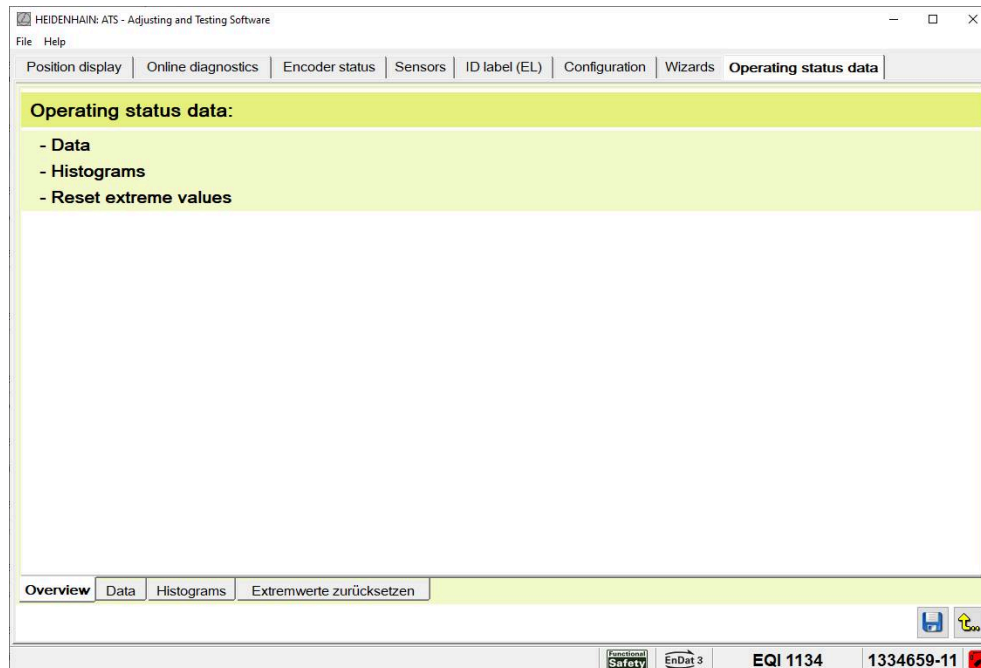 HEIDENHAIN: ATS - Adjusting and Testing Software
File Help
Position display Online diagnostics Encoder status Sensors ID label (EL) Configuration Wizards Operating status data
Operating status data:
- Data
- Histograms
- Reset extreme values
Overview Data Histograms Extremwerte zurücksetzen
Functional Safety EnDat 3 EQI 1134 1334659-11